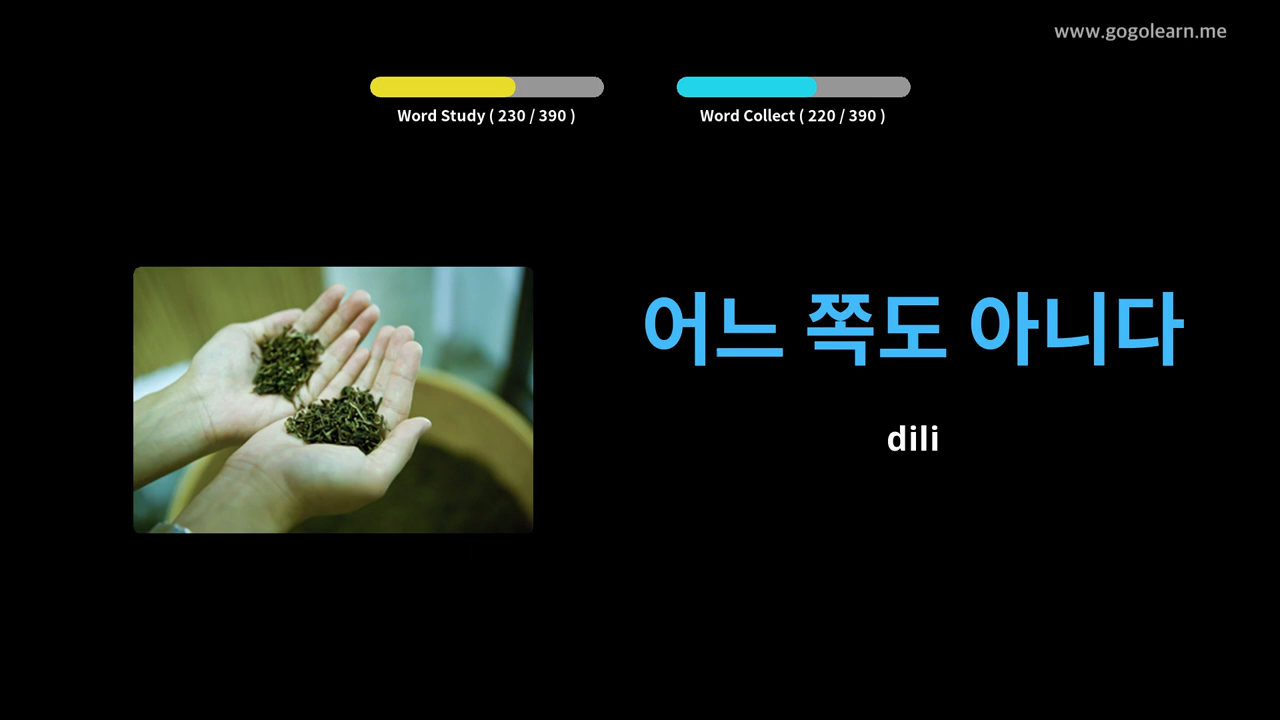 www.gogolearn.me
Word Study ( 230 / 390 )
Word Collect ( 220 / 390 )
어느 쪽도 아니다
dili